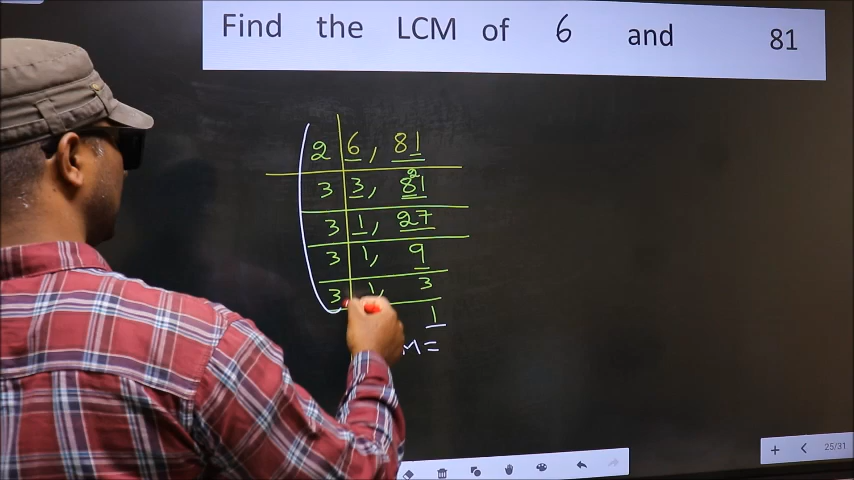 Find the LCM of 6 and 81
2 6, 81
3 3, 8²1
3 1, 27
3 1, 9
3 1, 3
1
M =
25/31